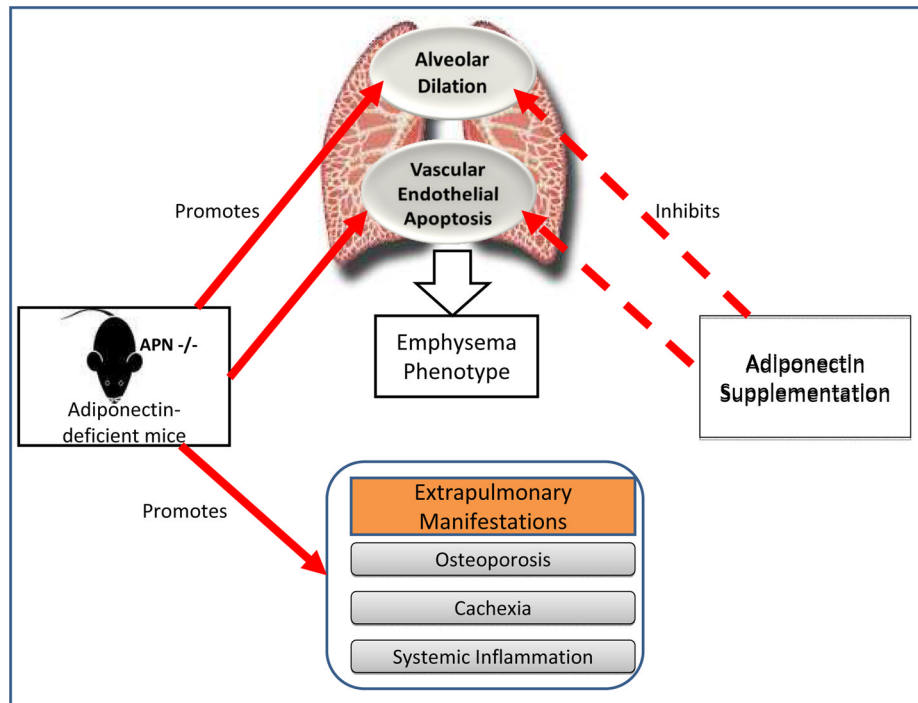 Alveolar
Dilation
Vascular
Endothelial
Apoptosis
Promotes
Inhibits
APN -/-
Adiponectin-
deficient mice
Emphysema
Phenotype
Adiponectin
Supplementation
Promotes
Extrapulmonary
Manifestations
Osteoporosis
Cachexia
Systemic Inflammation